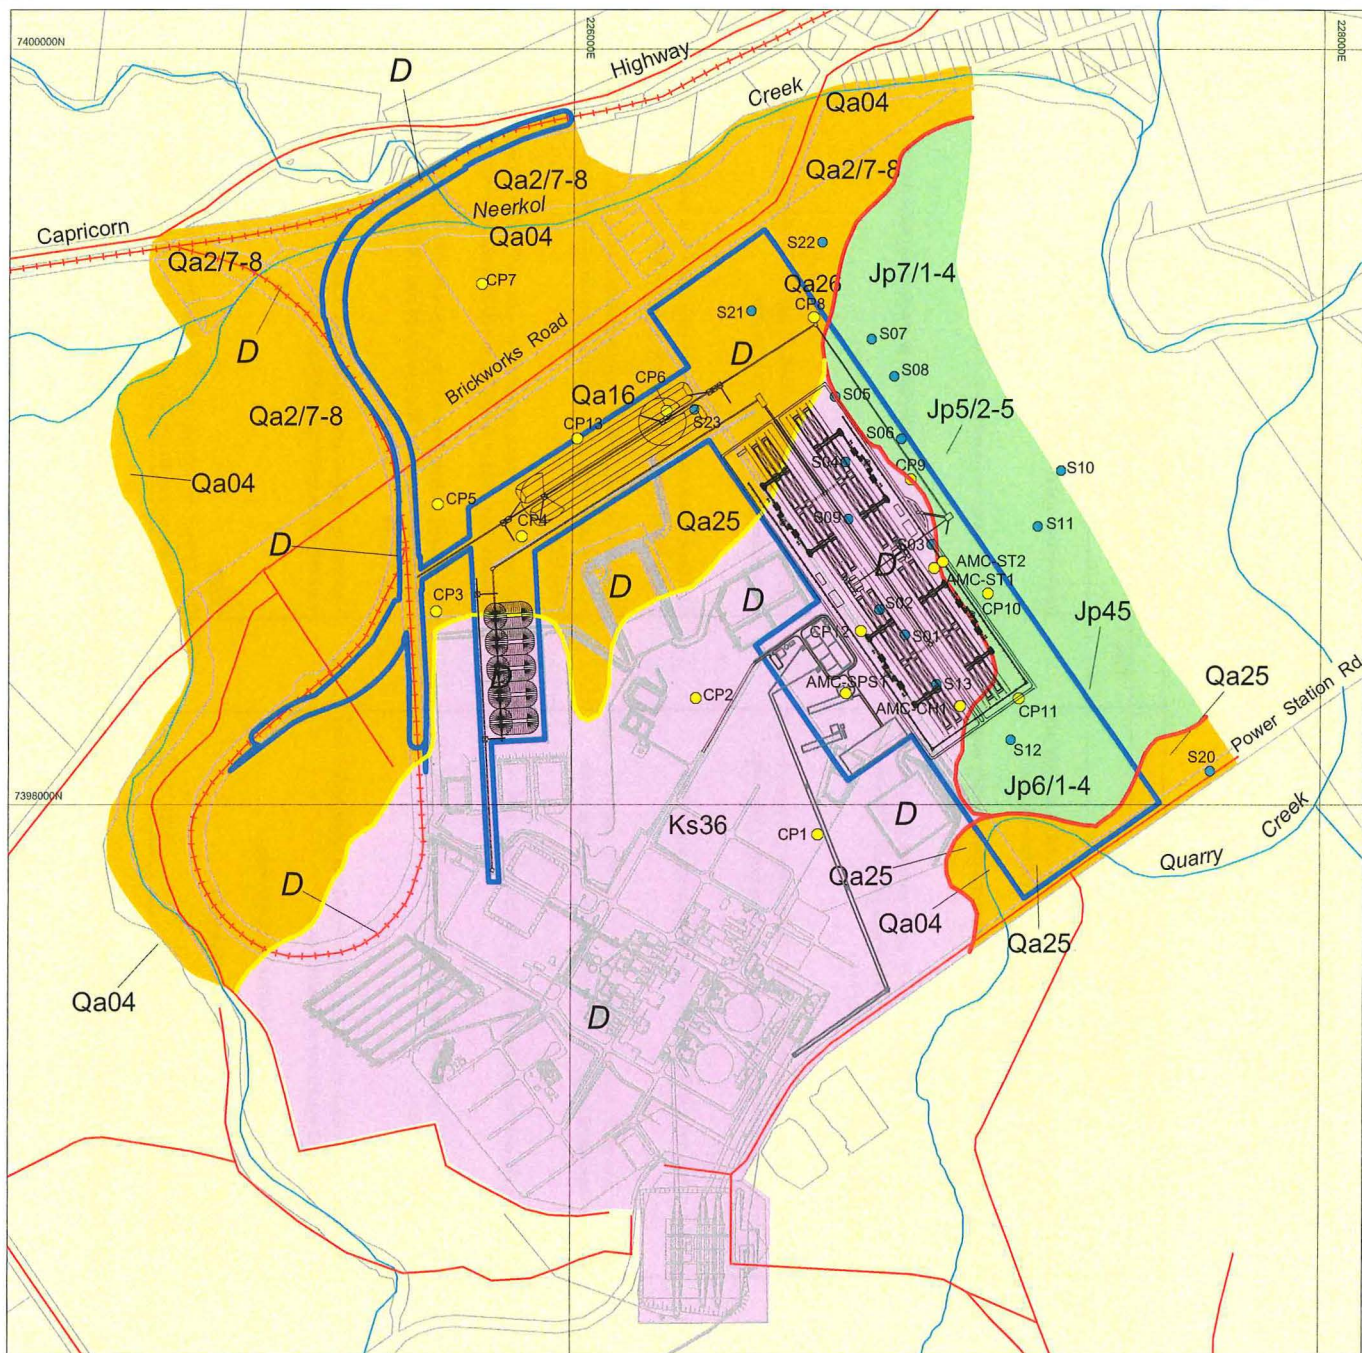 7400000N
226000E
228000E
Highway
D
Creek
Qa04
Qa2/7-8
Qa2/7-8
Neerkol
Capricorn
Qa04
Qa2/7-8
S22
Jp7/1-4
CP7
Qa26
CP8
S21
S07
D
D
Brickworks Road
S08
CP6
Qa16
S05
Qa2/7-8
S23
Jp5/2-5
CP13
S06
S04
CP9
S10
Qa04
CP5
S09
Qa25
S11
CP4
D
S03
D
AMC-ST2
AMC-ST1
D
CP10
D
CP3
S02
Jp45
CP12
S01
D
Qa25
AMC-SPS1
S13
CP2
AMC-CH1
CP11
Power Station Rd
S12
S20
Jp6/1-4
7398000N
D
Ks36
CP1
Creek
Quarry
Qa25
D
Qa04
Qa25
Qa04
D